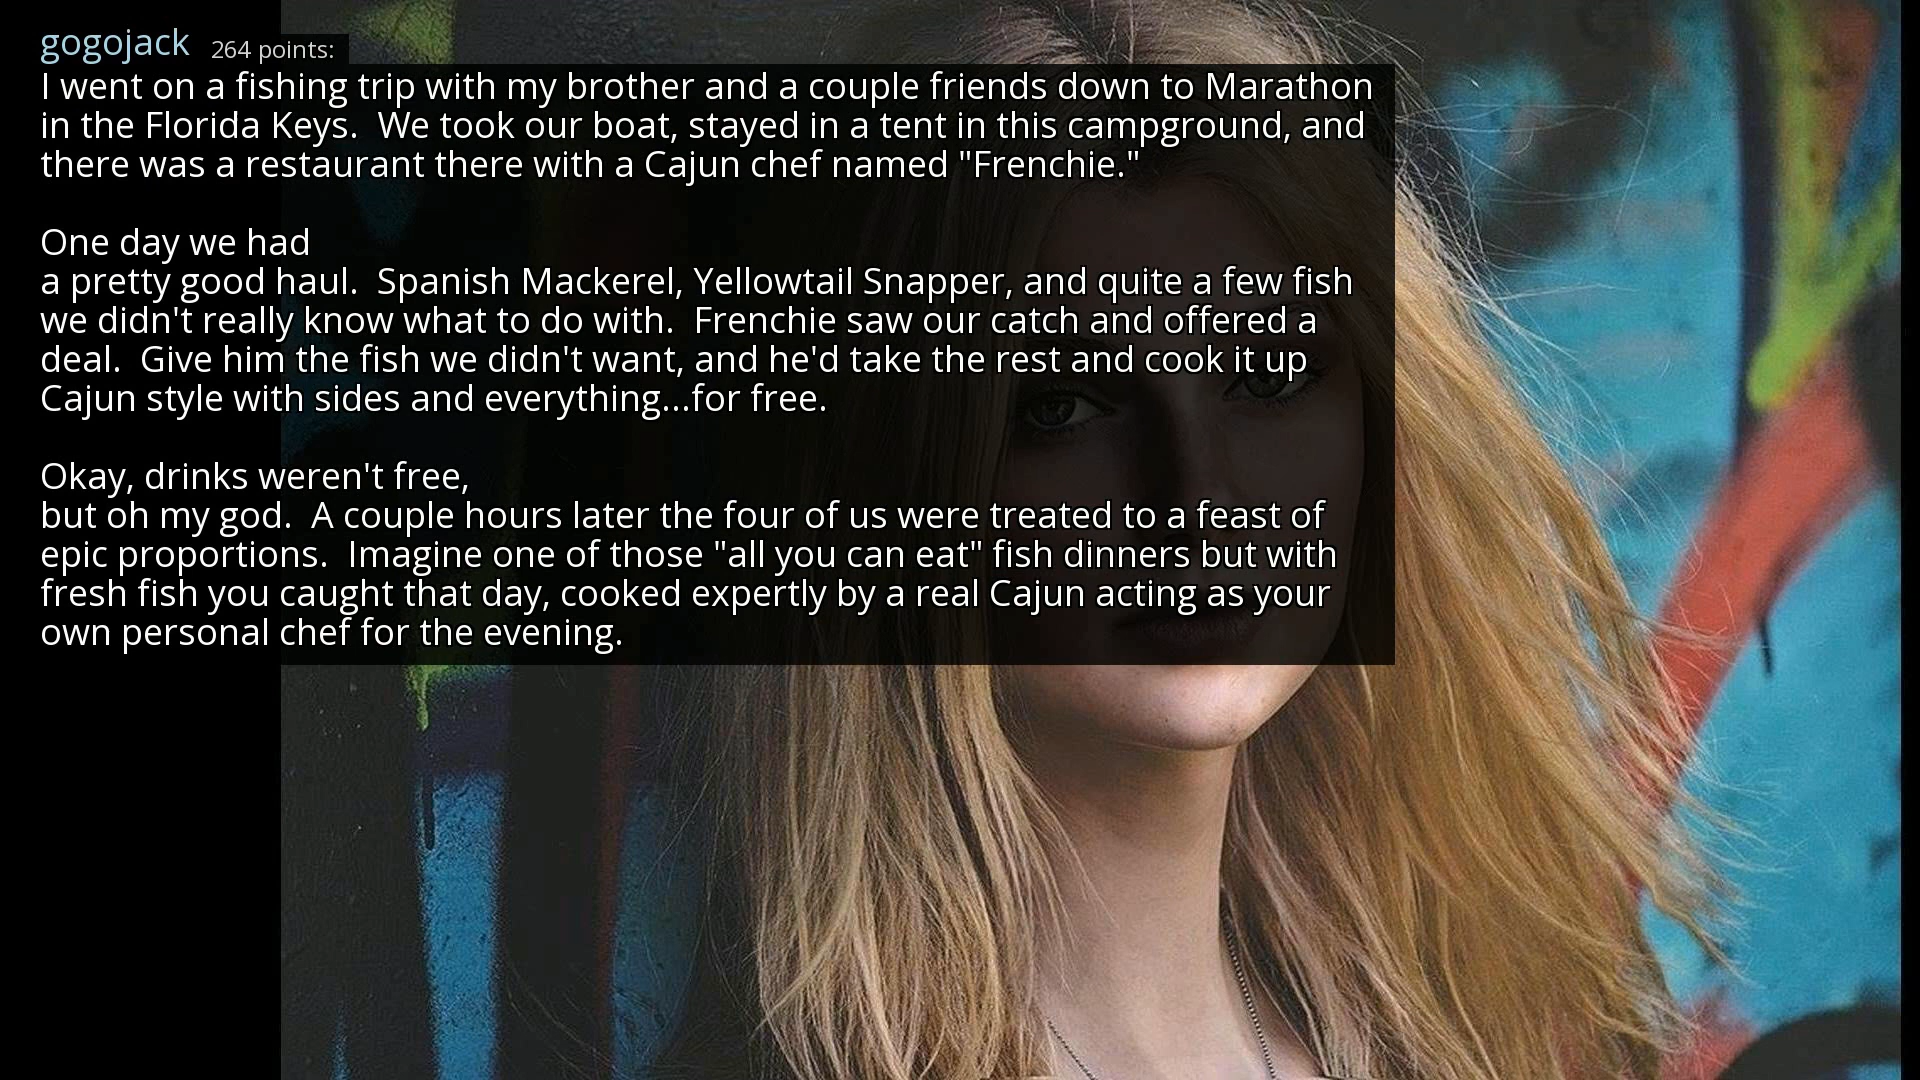 gogojack 264 points:
I went on a fishing trip with my brother and a couple friends down to Marathon
in the Florida Keys.  We took our boat, stayed in a tent in this campground, and
there was a restaurant there with a Cajun chef named "Frenchie."
One day we had
a pretty good haul.  Spanish Mackerel, Yellowtail Snapper, and quite a few fish
we didn't really know what to do with.  Frenchie saw our catch and offered a
deal.  Give him the fish we didn't want, and he'd take the rest and cook it up
Cajun style with sides and everything...for free.
Okay, drinks weren't free,
but oh my god.  A couple hours later the four of us were treated to a feast of
epic proportions.  Imagine one of those "all you can eat" fish dinners but with
fresh fish you caught that day, cooked expertly by a real Cajun acting as your
own personal chef for the evening.